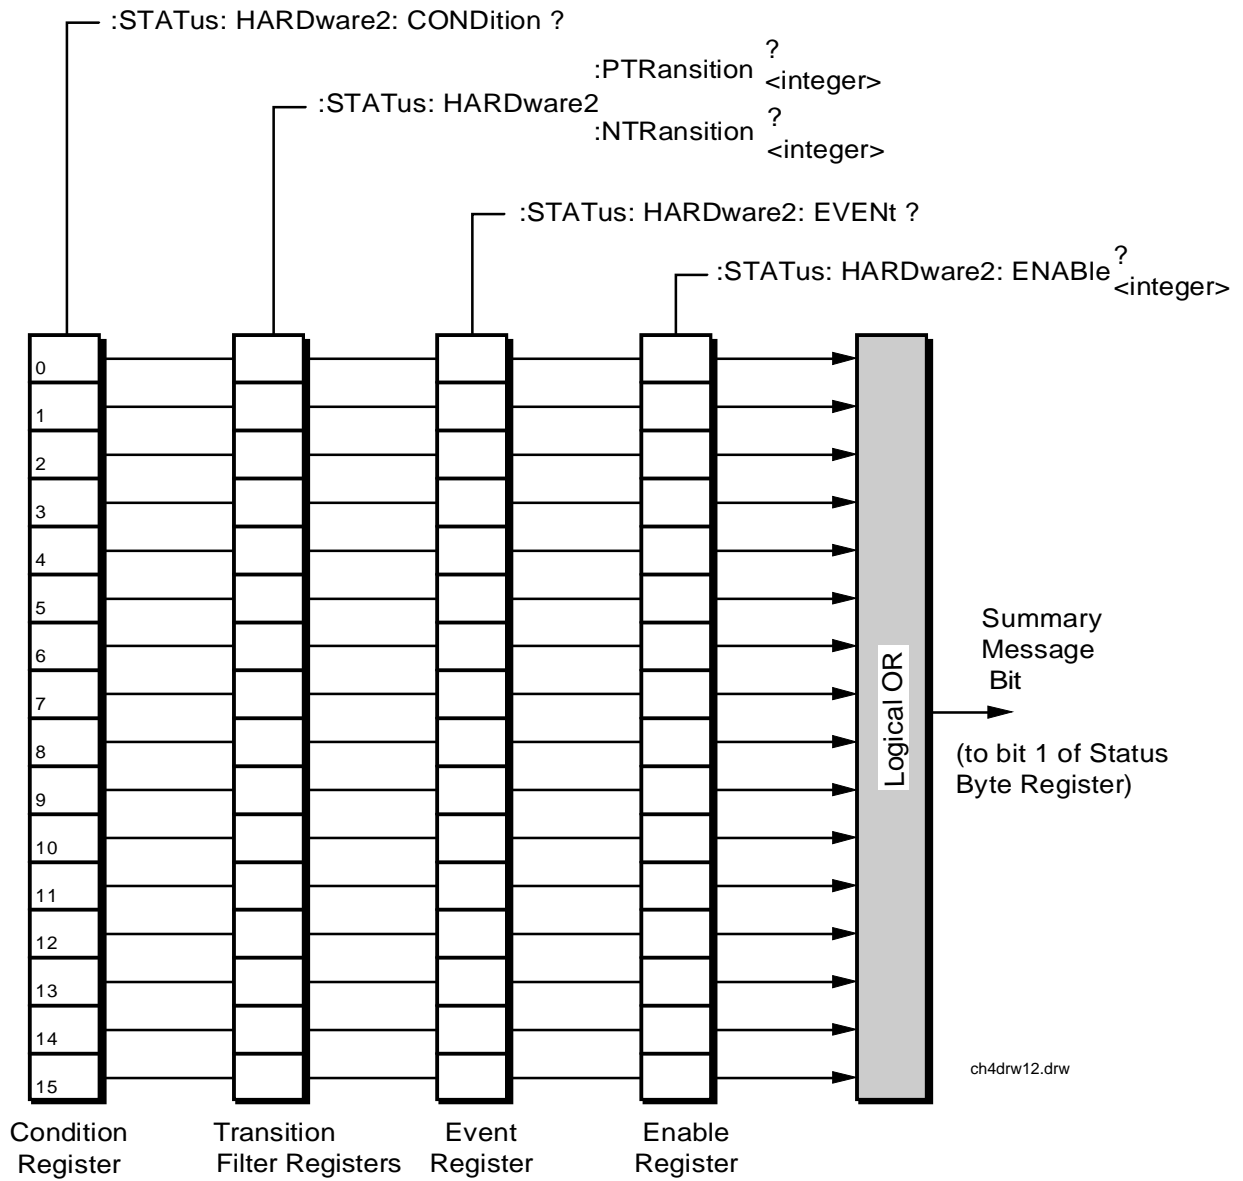 :STATus: HARDware2: CONDition ?
:PTRansition ?
<integer>
:STATus: HARDware2
:NTRansition ?
<integer>
:STATus: HARDware2: EVENt ?
:STATus: HARDware2: ENABle ?
<integer>
0
1
2
3
4
5
6
7
8
9
10
11
12
13
14
15
Logical OR
Summary
Message
Bit
(to bit 1 of Status
Byte Register)
ch4drw12.drw
Condition
Register
Transition
Filter Registers
Event
Register
Enable
Register